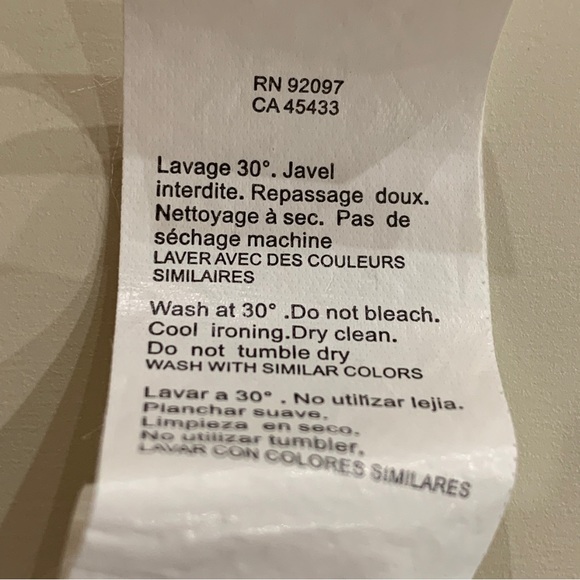 RN 92097
CA 45433
Lavage 30°. Javel
interdite. Repassage doux.
Nettoyage à sec. Pas de
séchage machine
LAVER AVEC DES COULEURS
SIMILAIRES
Wash at 30° .Do not bleach.
Cool ironing.Dry clean.
Do not tumble dry
WASH WITH SIMILAR COLORS
Lavar a 30° . No utilizar lejia.
Planchar suave.
Limpieza en seco.
No utilizar tumbler.
LAVAR CON COLORES SIMILARES